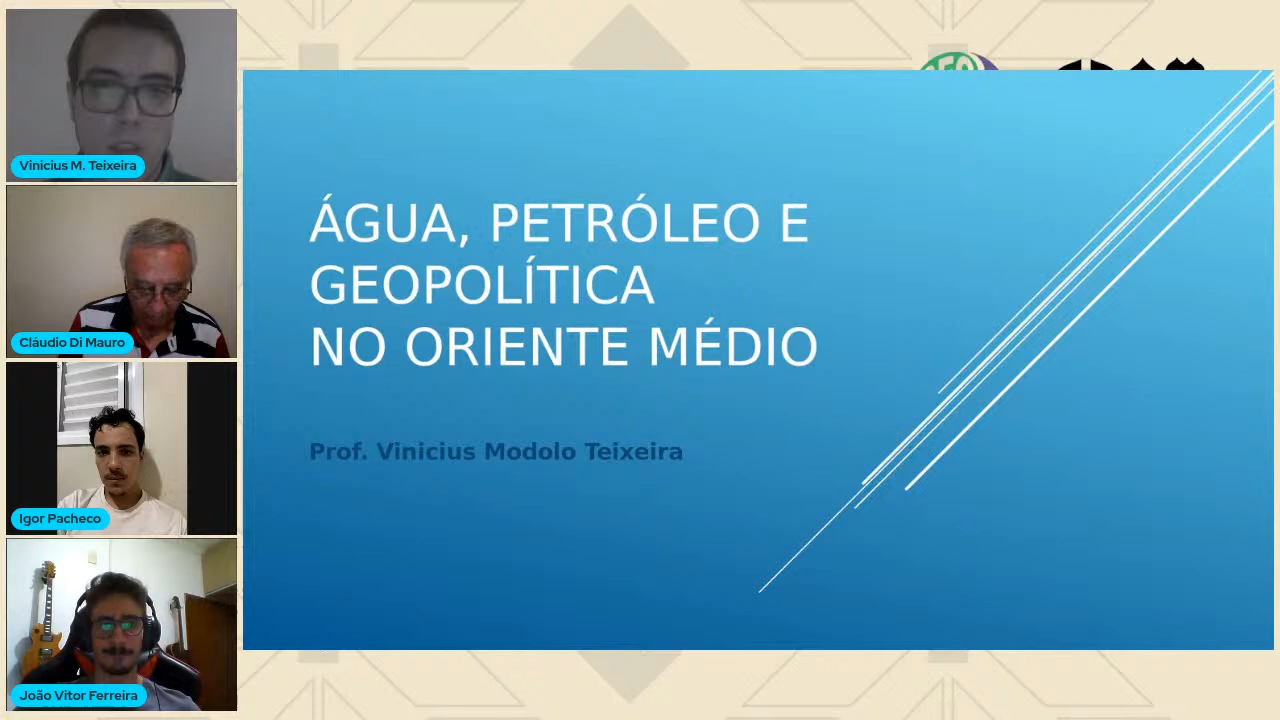 Vinicius M. Teixeira
Cláudio Di Mauro
Igor Pacheco
João Vitor Ferreira
ÁGUA, PETRÓLEO E
GEOPOLÍTICA
NO ORIENTE MÉDIO
Prof. Vinicius Modolo Teixeira